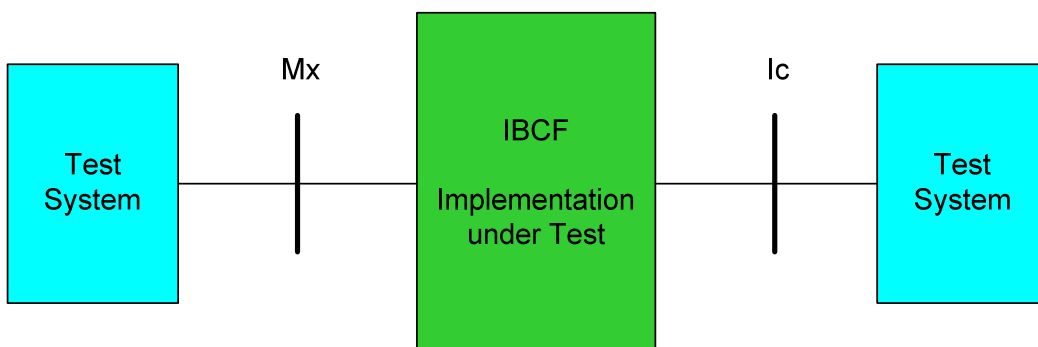 Test
System
Mx
IBCF
Implementation
under Test
Ic
Test
System